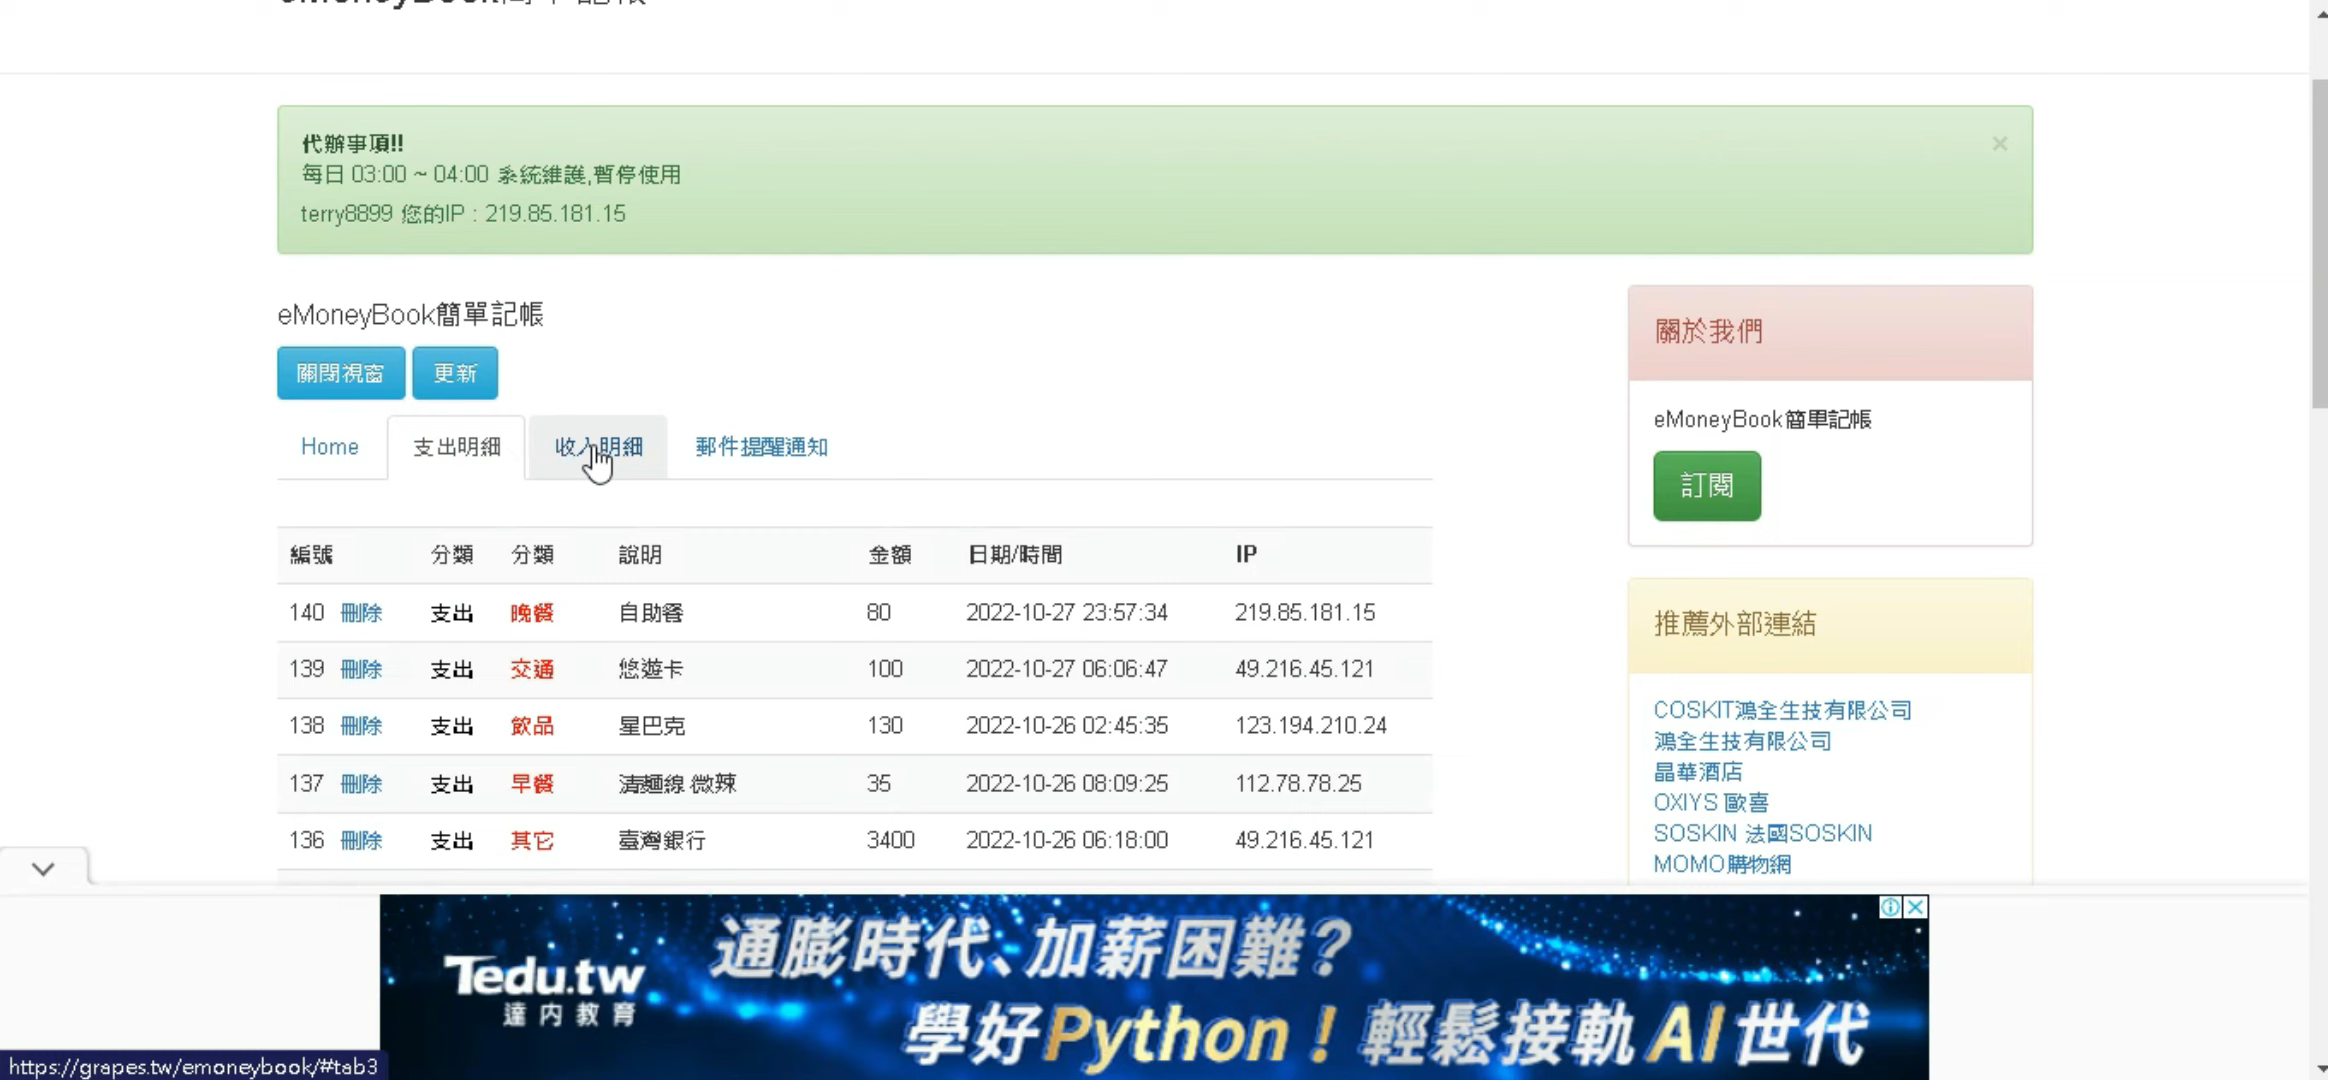 代辦事項!!
每日 03:00 ~ 04:00 系統維護,暫停使用
terry8899 您的IP : 219.85.181.15
eMoneyBook簡單記帳
關閉視窗 更新
Home 支出明細 收入明細 郵件提醒通知
編號 分類 分類 說明 金額 日期/時間 IP
140 刪除 支出 晚餐 自助餐 80 2022-10-27 23:57:34 219.85.181.15
139 刪除 支出 交通 悠遊卡 100 2022-10-27 06:06:47 49.216.45.121
138 刪除 支出 飲品 星巴克 130 2022-10-26 02:45:35 123.194.210.24
137 刪除 支出 早餐 清麵線 微辣 35 2022-10-26 08:09:25 112.78.78.25
136 刪除 支出 其它 臺灣銀行 3400 2022-10-26 06:18:00 49.216.45.121
關於我們
eMoneyBook簡單記帳
訂閱
推薦外部連結
COSKIT鴻全生技有限公司
鴻全生技有限公司
晶華酒店
OXIYS 歐喜
SOSKIN 法國SOSKIN
MOMO購物網
Tedu.tw
達內教育
通膨時代、加薪困難?
學好Python！輕鬆接軌AI世代
https://grapes.tw/emoneybook/#tab3